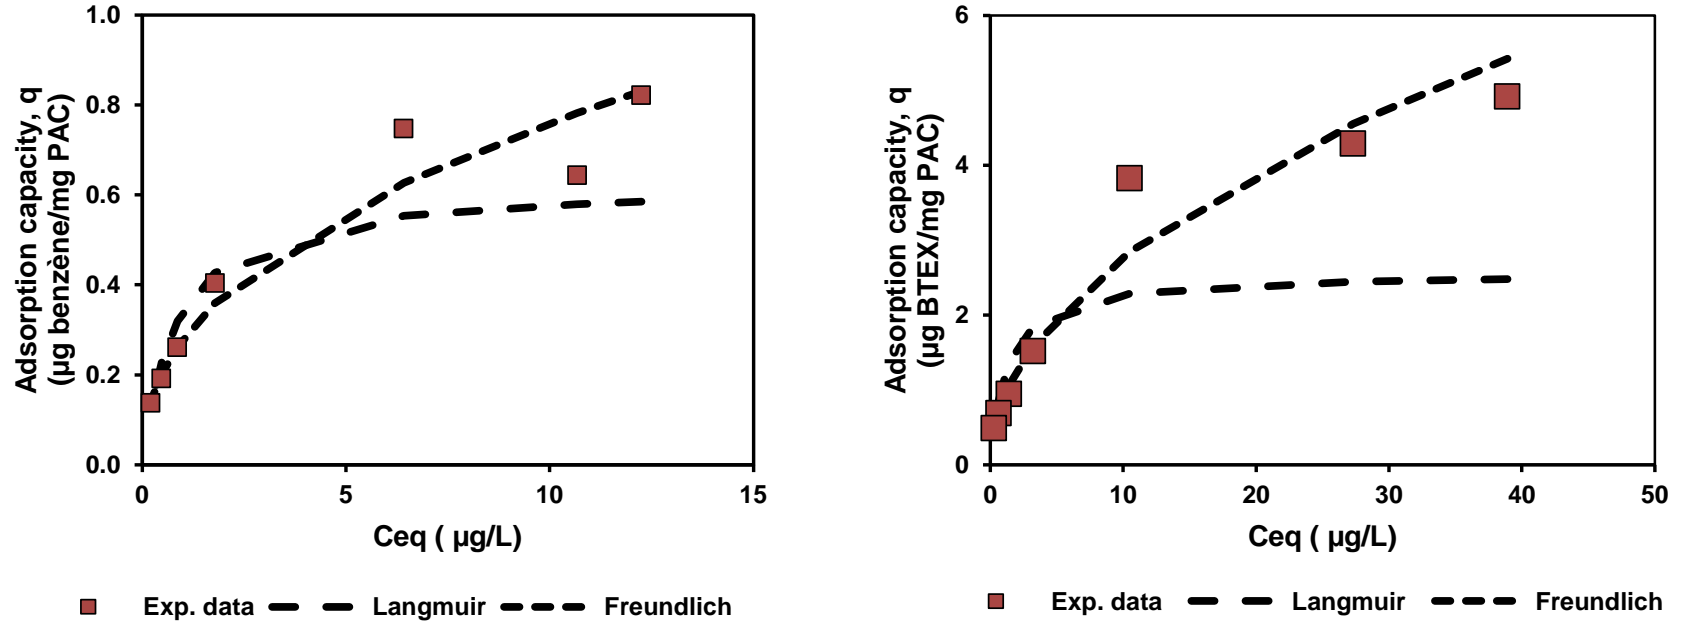 Adsorption capacity, q
(µg benzène/mg PAC)
1.0
0.8
0.6
0.4
0.2
0.0
0 5 10 15
Ceq ( µg/L)
Exp. data Langmuir Freundlich
Adsorption capacity, q
(µg BTEX/mg PAC)
6
4
2
0
0 10 20 30 40 50
Ceq ( µg/L)
Exp. data Langmuir Freundlich